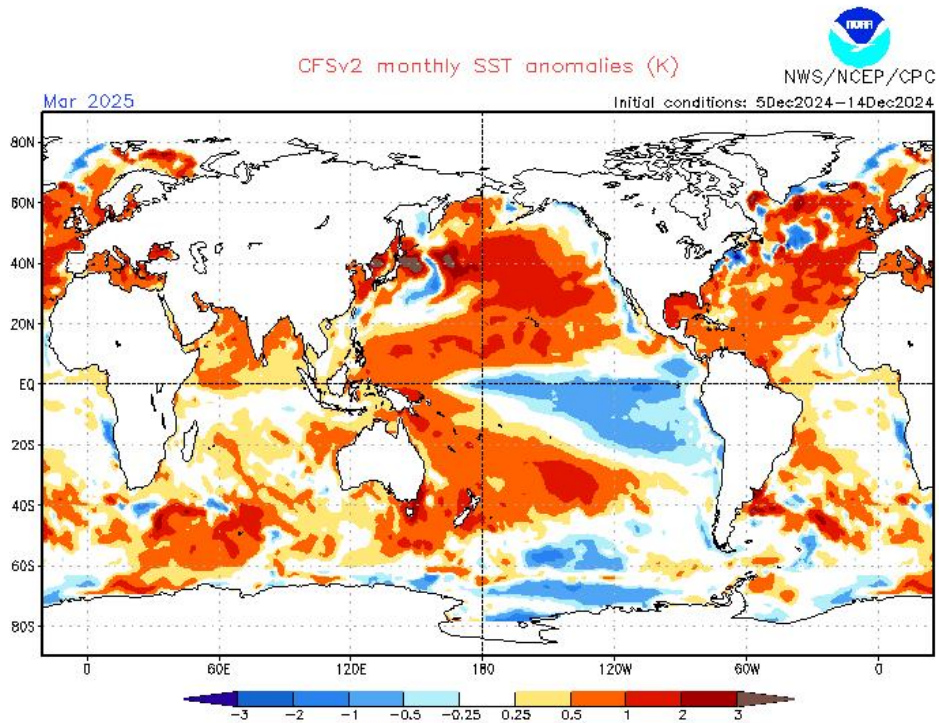 NOAA
CFSv2 monthly SST anomalies (K)
NWS/NCEP/CPC
Mar 2025
Initial conditions: 5Dec2024-14Dec2024
80N
60N
40N
20N
EQ
20S
40S
60S
80S
0 60E 120E 180 120W 60W 0
-3 -2 -1 -0.5 -0.25 0.25 0.5 1 2 3